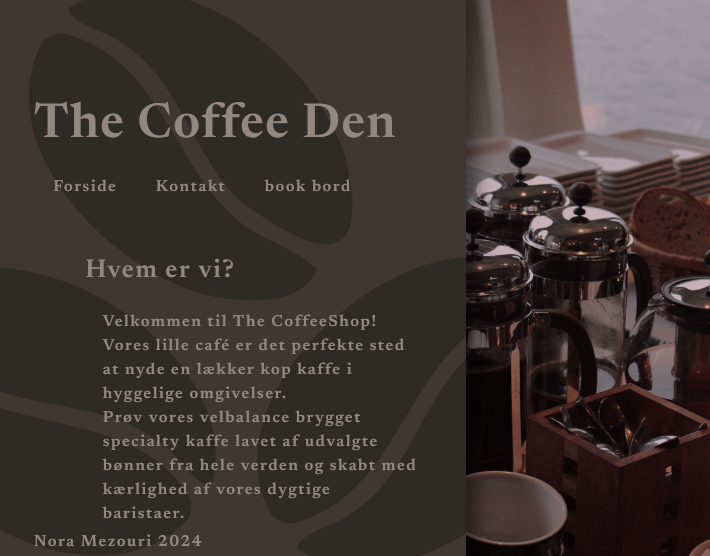 The Coffee Den
Forside Kontakt book bord
Hvem er vi?
Velkommen til The CoffeeShop!
Vores lille café er det perfekte sted
at nyde en lækker kop kaffe i
hyggelige omgivelser.
Prøv vores velbalance brygget
specialty kaffe lavet af udvalgte
bønner fra hele verden og skabt med
kærlighed af vores dygtige
baristaer.
Nora Mezouri 2024